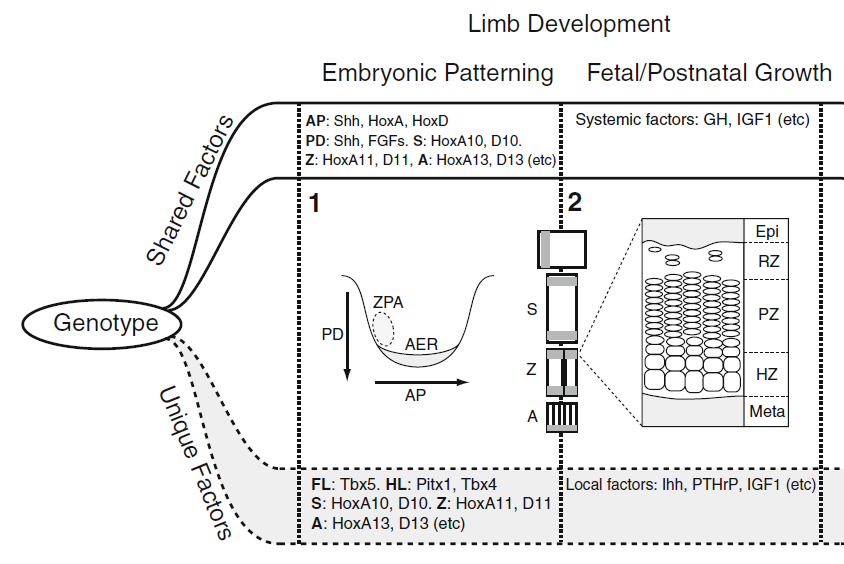 Limb Development
Embryonic Patterning
Fetal/Postnatal Growth
Shared Factors
AP: Shh, HoxA, HoxD
PD: Shh, FGFs. S: HoxA10, D10.
Z: HoxA11, D11, A: HoxA13, D13 (etc)
Systemic factors: GH, IGF1 (etc)
1
2
Genotype
ZPA
PD
AER
AP
S
Z
A
Epi
RZ
PZ
HZ
Meta
Unique Factors
FL: Tbx5. HL: Pitx1, Tbx4
S: HoxA10, D10. Z: HoxA11, D11
A: HoxA13, D13 (etc)
Local factors: Ihh, PTHrP, IGF1 (etc)